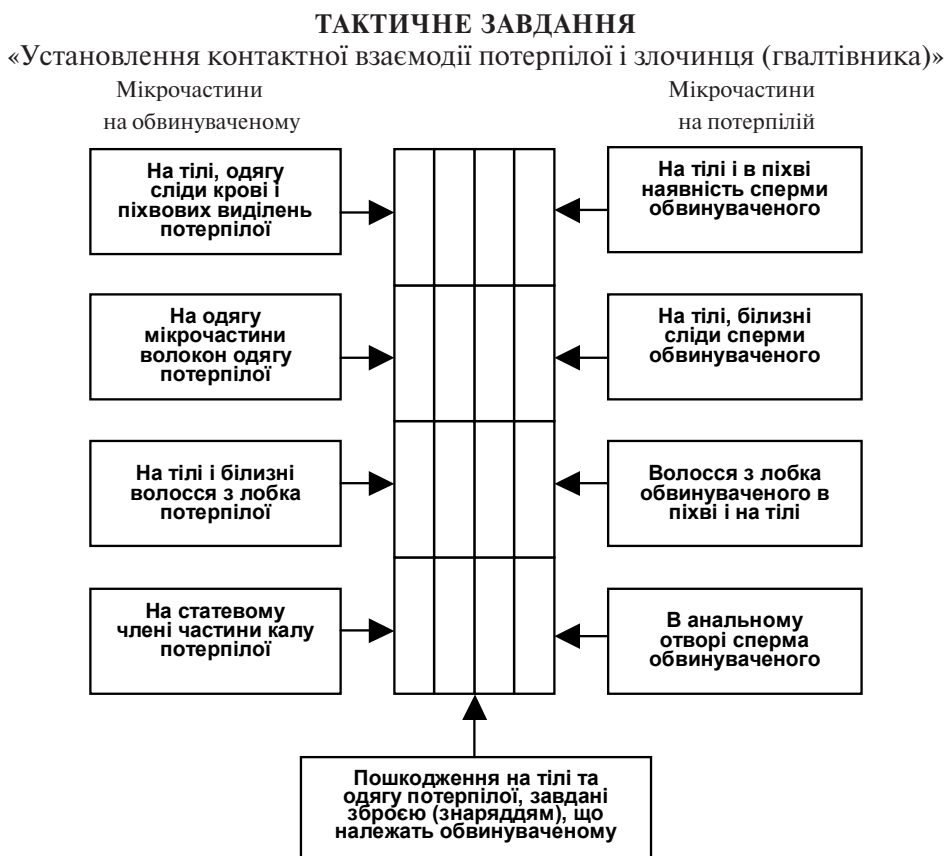 ТАКТИЧНЕ ЗАВДАННЯ
«Установлення контактної взаємодії потерпілої і злочинця (гвалтівника)»
Мікрочастини
на обвинуваченому
Мікрочастини
на потерпілій
На тілі, одягу
сліди крові і
піхвових виділень
потерпілої
На тілі і в піхві
наявність сперми
обвинуваченого
На одягу
мікрочастини
волокон одягу
потерпілої
На тілі, білизні
сліди сперми
обвинуваченого
На тілі і білизні
волосся з лобка
потерпілої
Волосся з лобка
обвинуваченого в
піхві і на тілі
На статевому
члені частини калу
потерпілої
В анальному
отворі сперма
обвинуваченого
Пошкодження на тілі та
одягу потерпілої, завдані
зброєю (знаряддям), що
належать обвинуваченому